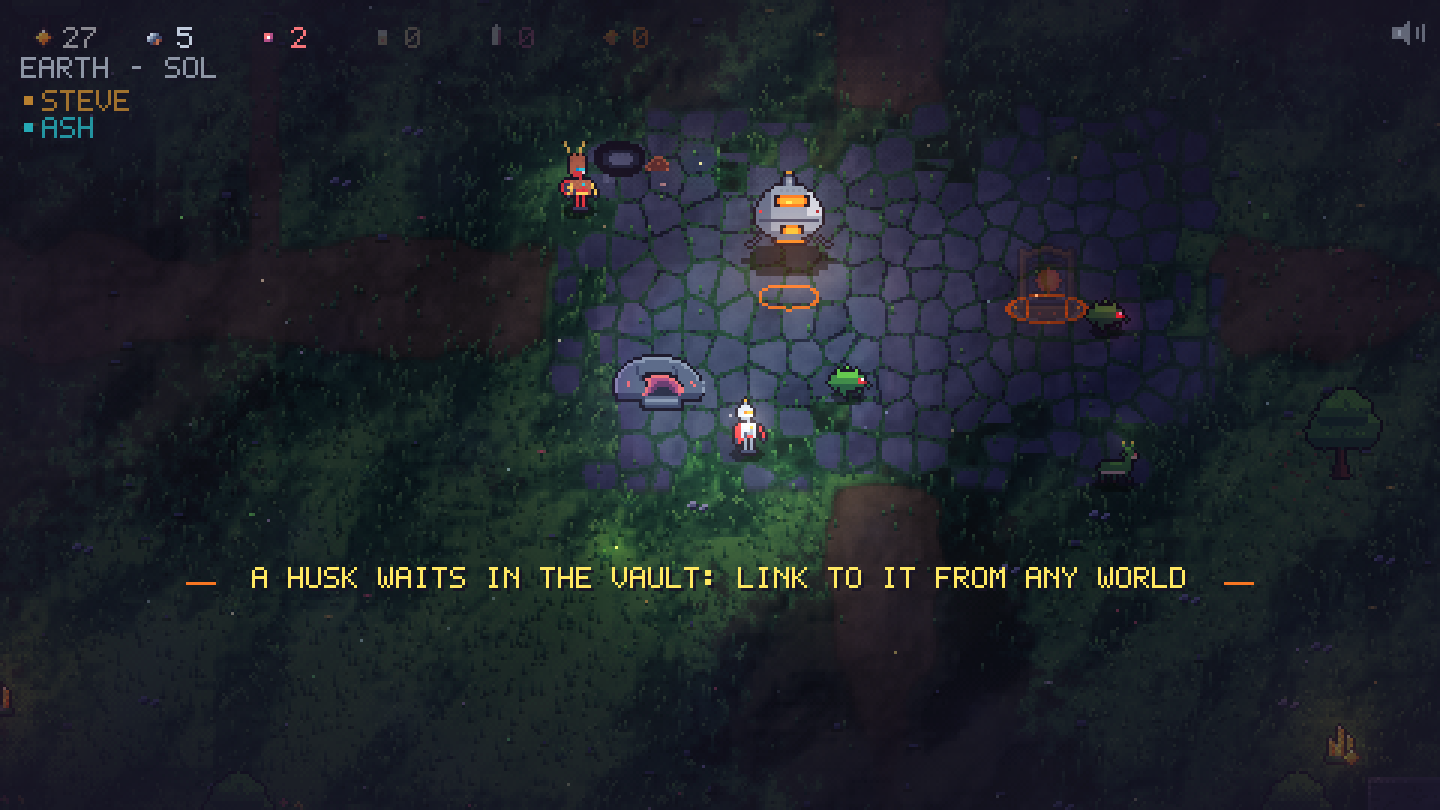 27 5 2 0 0 0
EARTH - SOL
STEVE
ASH
A HUSK WAITS IN THE VAULT: LINK TO IT FROM ANY WORLD